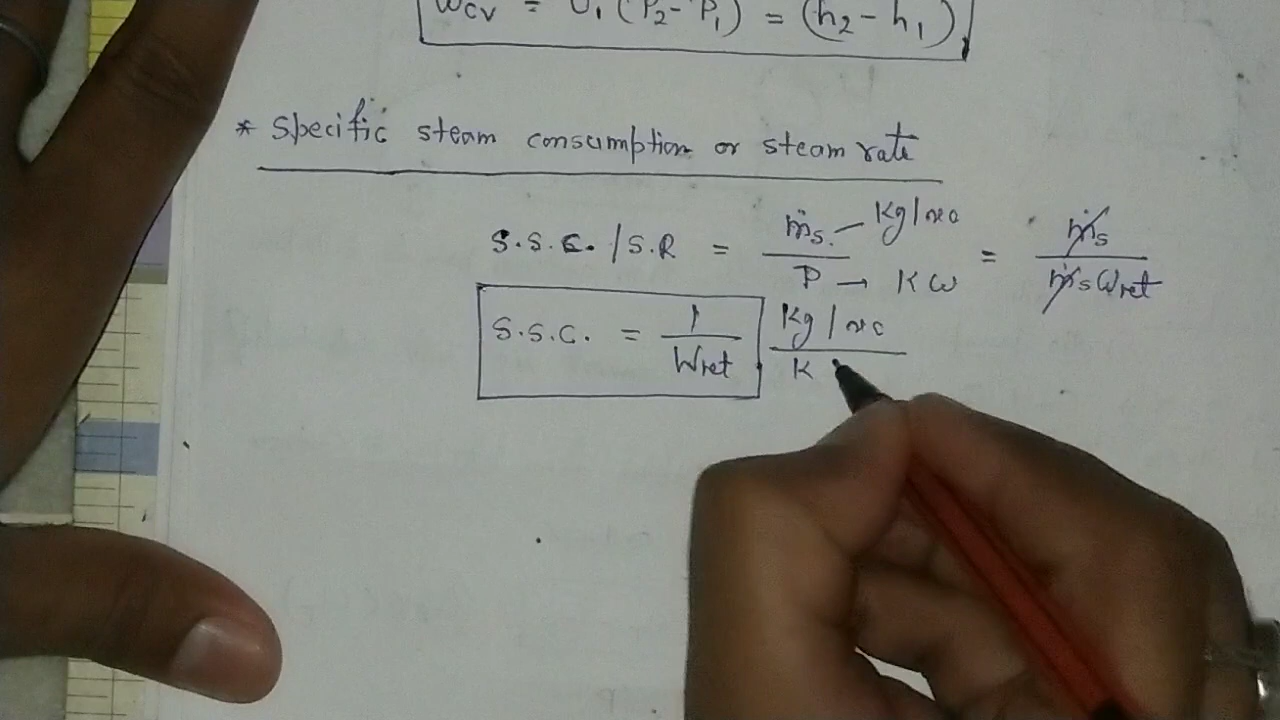 Wcv = υ₁ (P₂ - P₁) = (h₂ - h₁)
* Specific steam consumption or steam rate
S.S.C. / S.R = ṁs - Kg/sec / P → KW = ṁs / ṁs Wnet
S.S.C. = 1 / Wnet Kg/sec / K